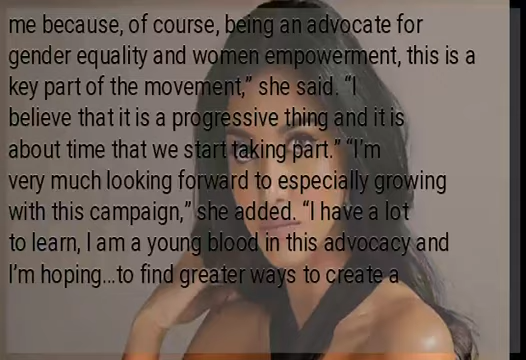 me because, of course, being an advocate for
gender equality and women empowerment, this is a
key part of the movement,” she said. “I
believe that it is a progressive thing and it is
about time that we start taking part.” “I'm
very much looking forward to especially growing
with this campaign,” she added. “I have a lot
to learn, I am a young blood in this advocacy and
I'm hoping...to find greater ways to create a